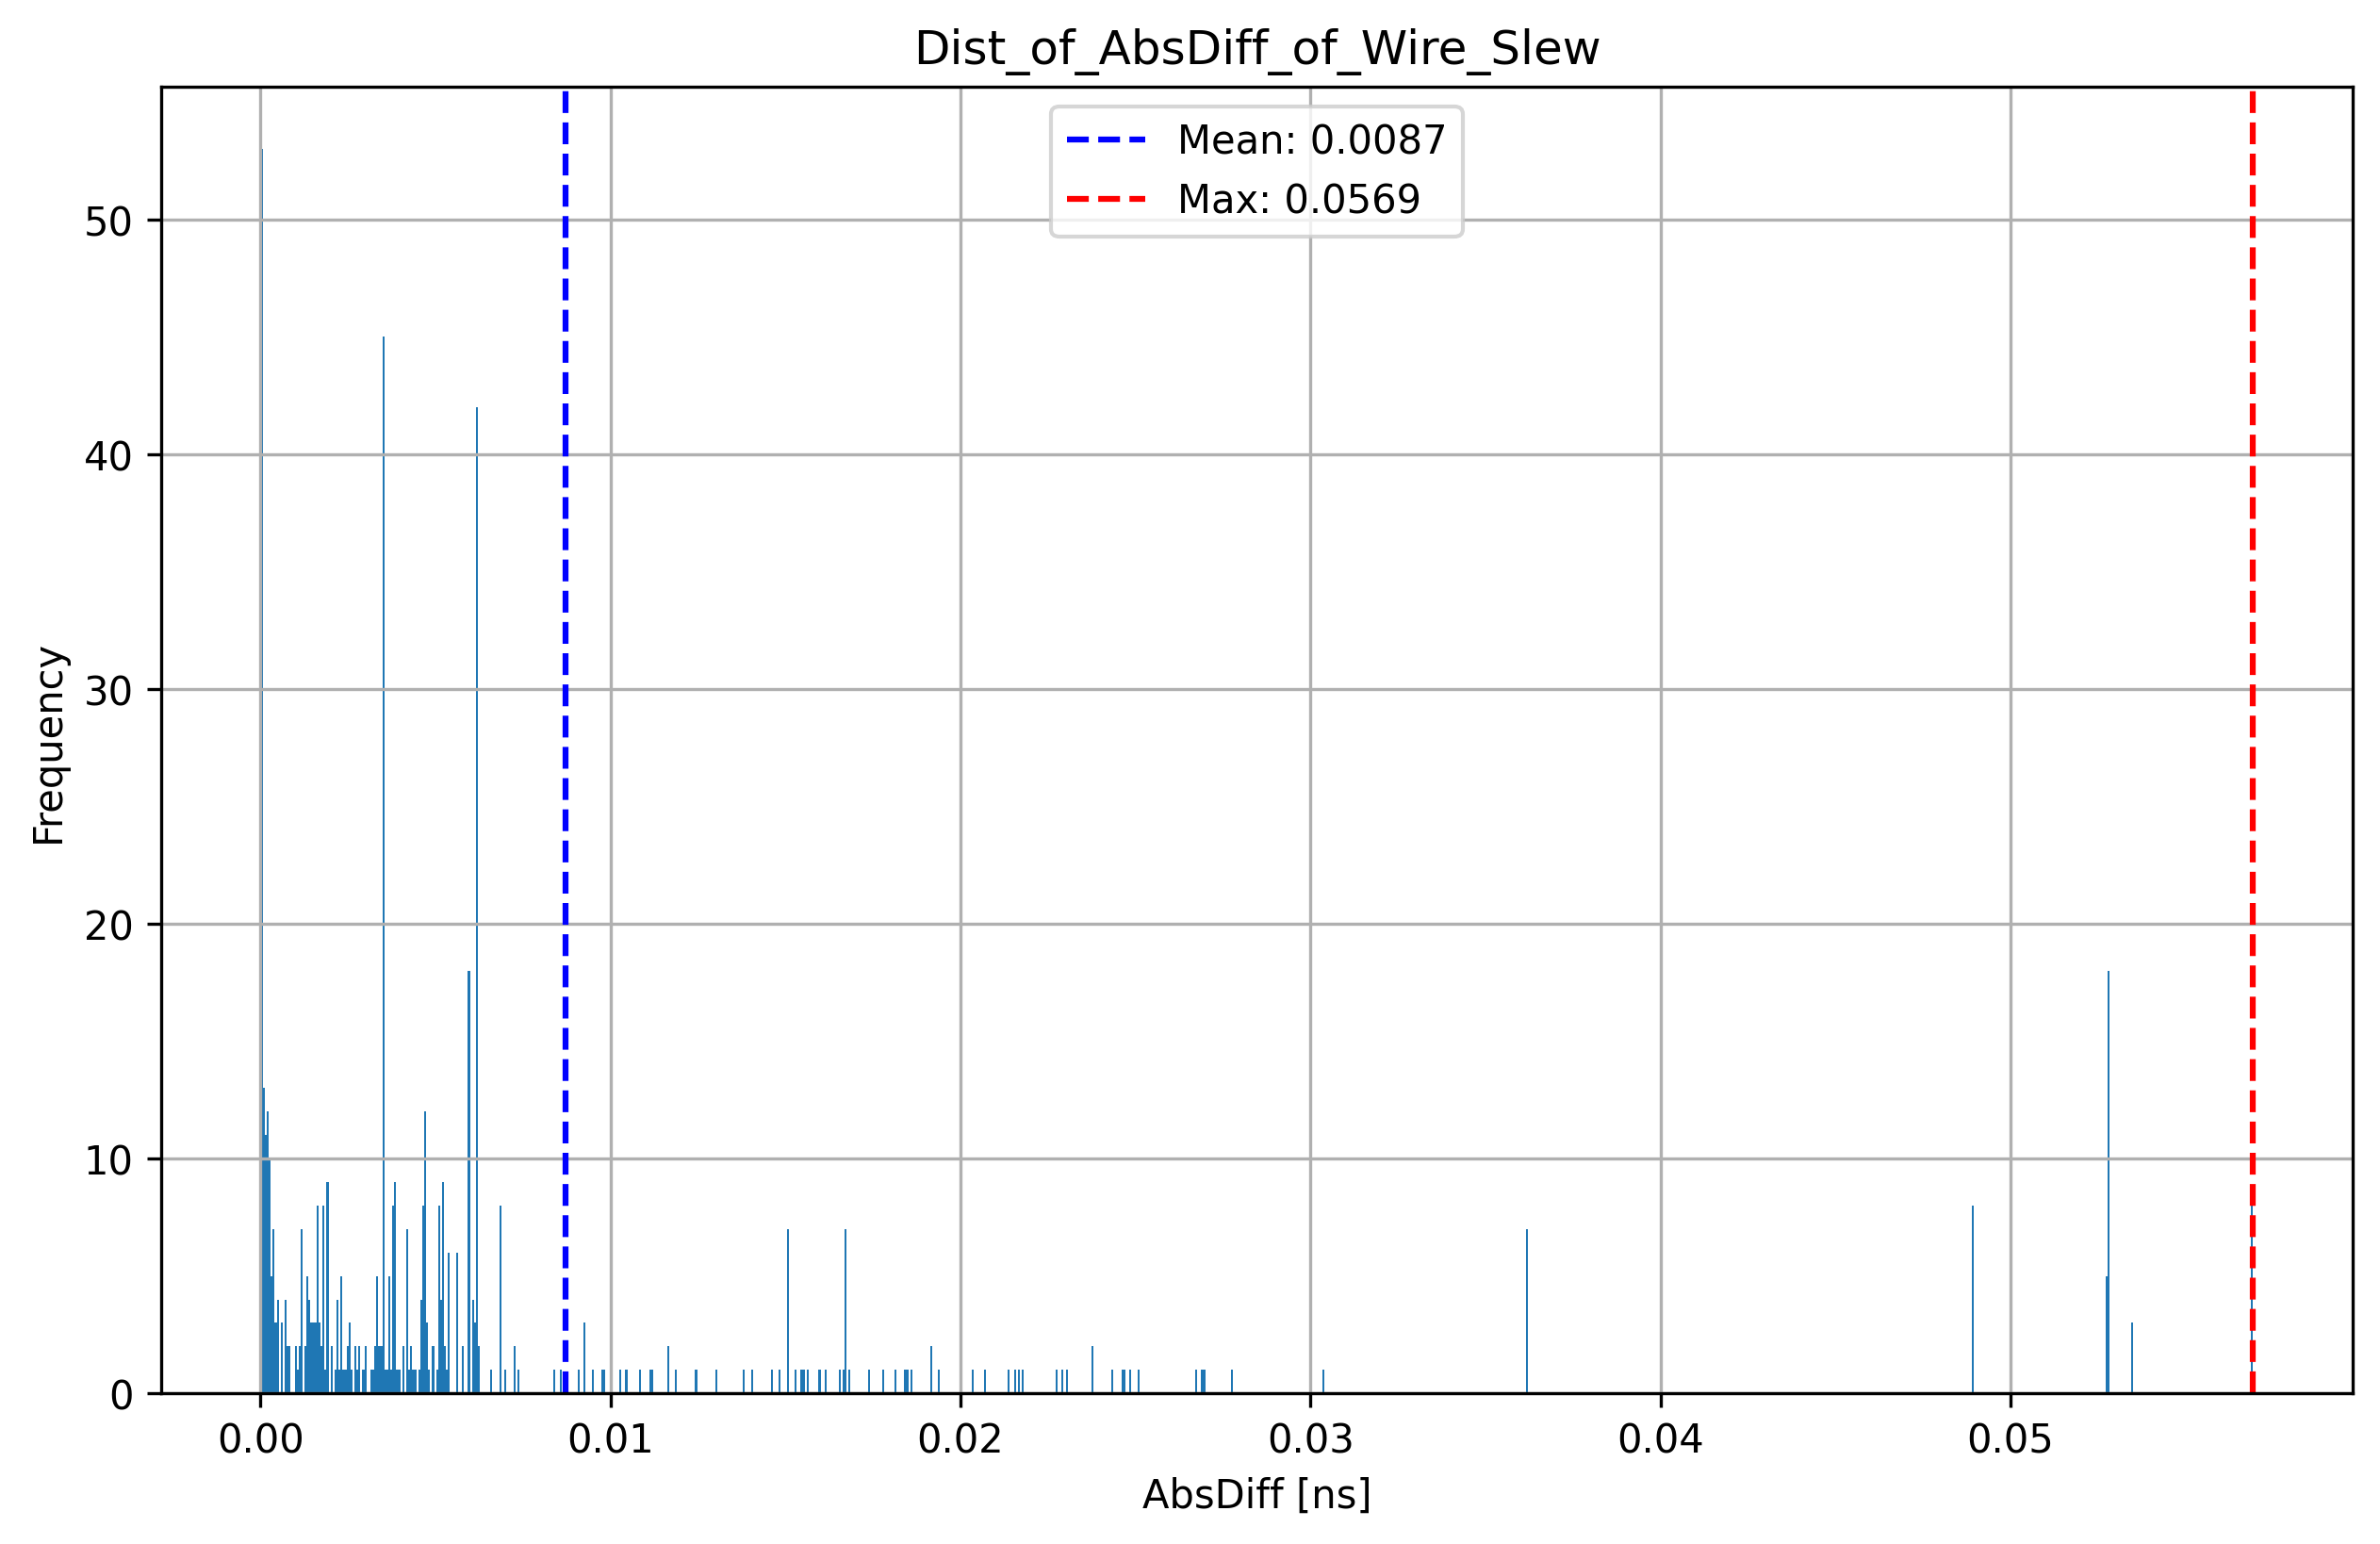 Dist_of_AbsDiff_of_Wire_Slew
Mean: 0.0087
Max: 0.0569
Frequency
50
40
30
20
10
0
0.00 0.01 0.02 0.03 0.04 0.05
AbsDiff [ns]